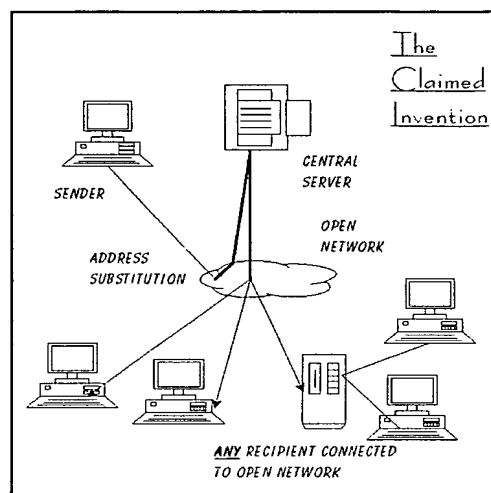 The
Claimed
Invention
SENDER
CENTRAL
SERVER
OPEN
NETWORK
ADDRESS
SUBSTITUTION
ANY RECIPIENT CONNECTED
TO OPEN NETWORK